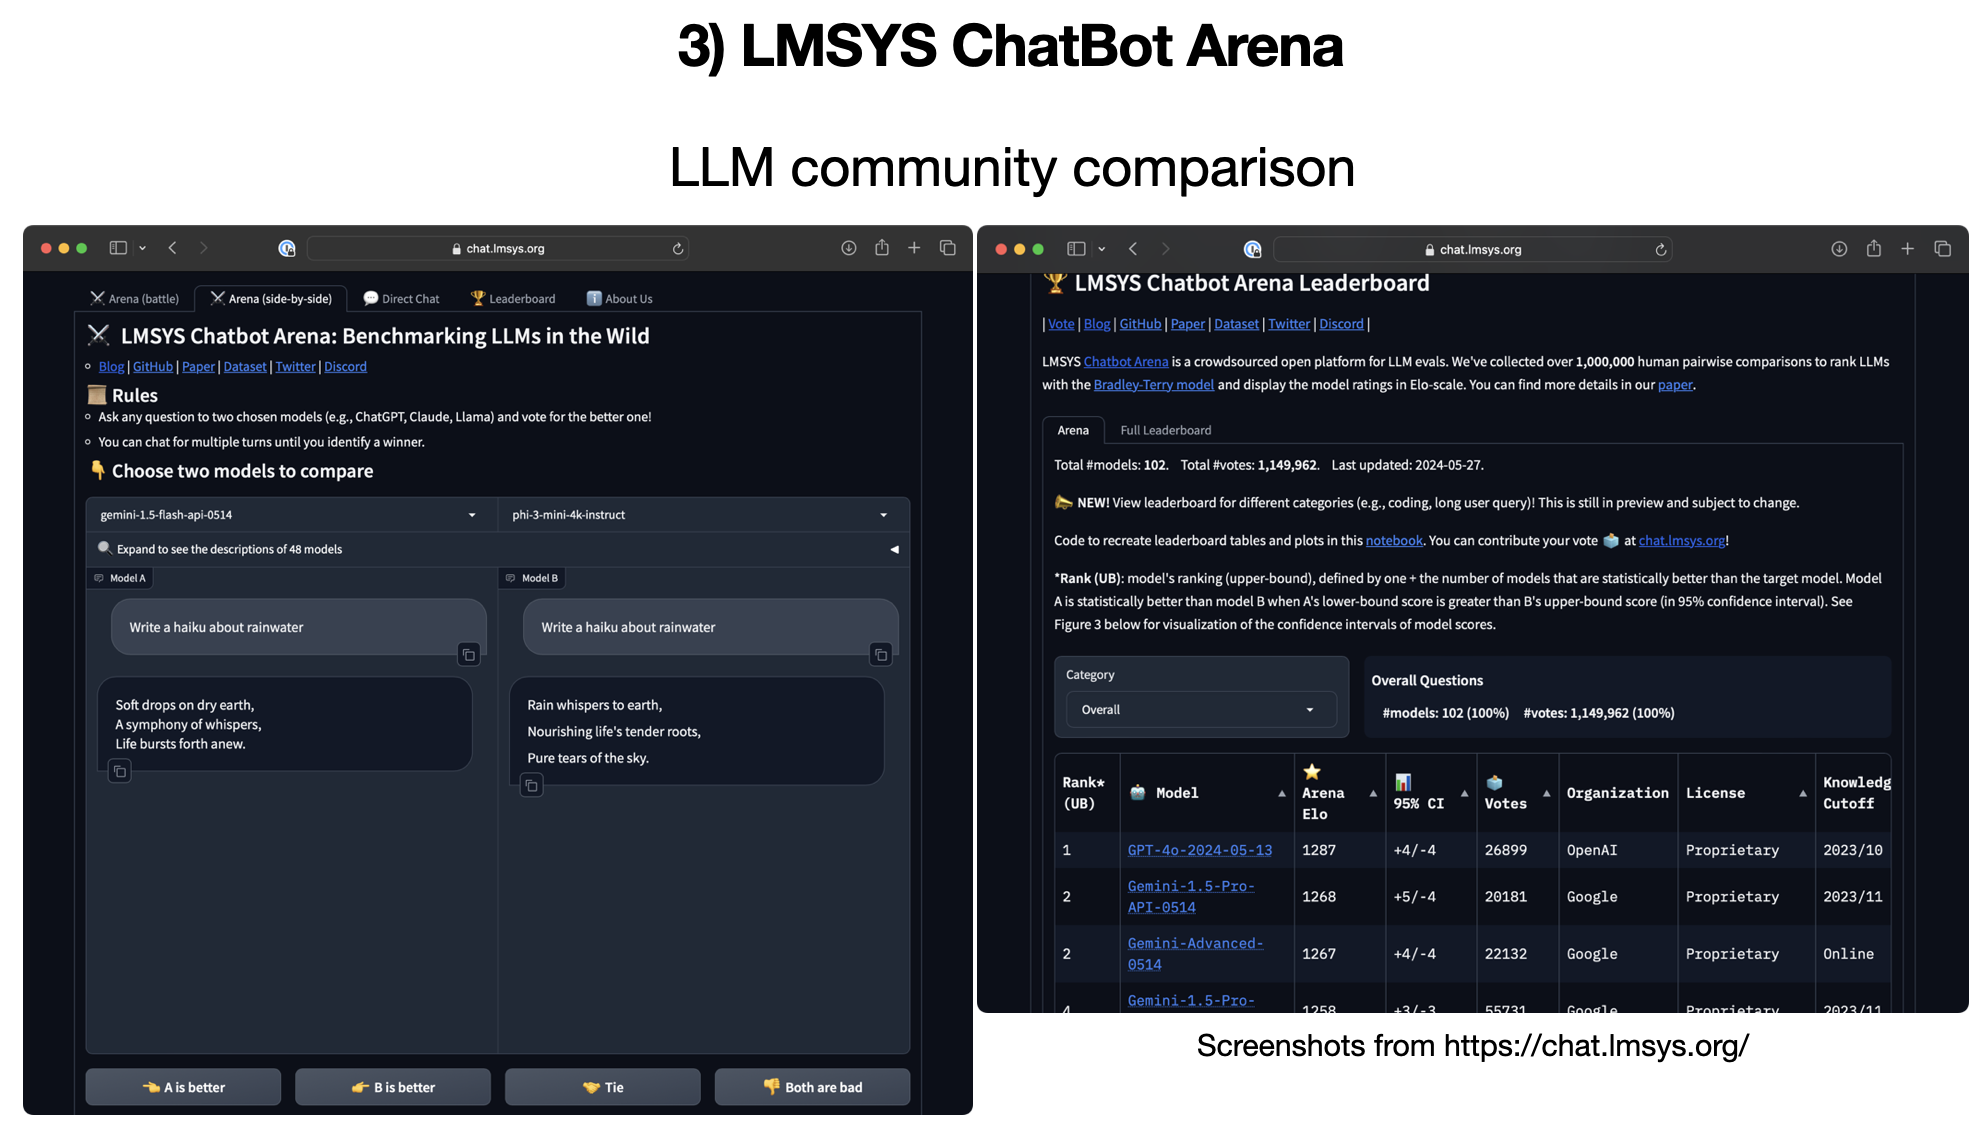 3) LMSYS ChatBot Arena
LLM community comparison
chat.lmsys.org
Arena (battle)
Arena (side-by-side)
Direct Chat
Leaderboard
About Us
LMSYS Chatbot Arena: Benchmarking LLMs in the Wild
Blog | GitHub | Paper | Dataset | Twitter | Discord
Rules
Ask any question to two chosen models (e.g., ChatGPT, Claude, Llama) and vote for the better one!
You can chat for multiple turns until you identify a winner.
Choose two models to compare
gemini-1.5-flash-api-0514
phi-3-mini-4k-instruct
Expand to see the descriptions of 48 models
Model A
Write a haiku about rainwater
Soft drops on dry earth,
A symphony of whispers,
Life bursts forth anew.
Model B
Write a haiku about rainwater
Rain whispers to earth,
Nourishing life's tender roots,
Pure tears of the sky.
A is better
B is better
Tie
Both are bad
chat.lmsys.org
LMSYS Chatbot Arena Leaderboard
| Vote | Blog | GitHub | Paper | Dataset | Twitter | Discord |
LMSYS Chatbot Arena is a crowdsourced open platform for LLM evals. We've collected over 1,000,000 human pairwise comparisons to rank LLMs
with the Bradley-Terry model and display the model ratings in Elo-scale. You can find more details in our paper.
Arena
Full Leaderboard
Total #models: 102. Total #votes: 1,149,962. Last updated: 2024-05-27.
NEW! View leaderboard for different categories (e.g., coding, long user query)! This is still in preview and subject to change.
Code to recreate leaderboard tables and plots in this notebook. You can contribute your vote at chat.lmsys.org!
*Rank (UB): model's ranking (upper-bound), defined by one + the number of models that are statistically better than the target model. Model
A is statistically better than model B when A's lower-bound score is greater than B's upper-bound score (in 95% confidence interval). See
Figure 3 below for visualization of the confidence intervals of model scores.
Category
Overall
Overall Questions
#models: 102 (100%) #votes: 1,149,962 (100%)
Rank* (UB) Model Arena Elo 95% CI Votes Organization License Knowledg Cutoff
1 GPT-4o-2024-05-13 1287 +4/-4 26899 OpenAI Proprietary 2023/10
2 Gemini-1.5-Pro-API-0514 1268 +5/-4 20181 Google Proprietary 2023/11
2 Gemini-Advanced-0514 1267 +4/-4 22132 Google Proprietary Online
4 Gemini-1.5-Pro- 1258 +3/-3 55731 Google Proprietary 2023/11
Screenshots from https://chat.lmsys.org/